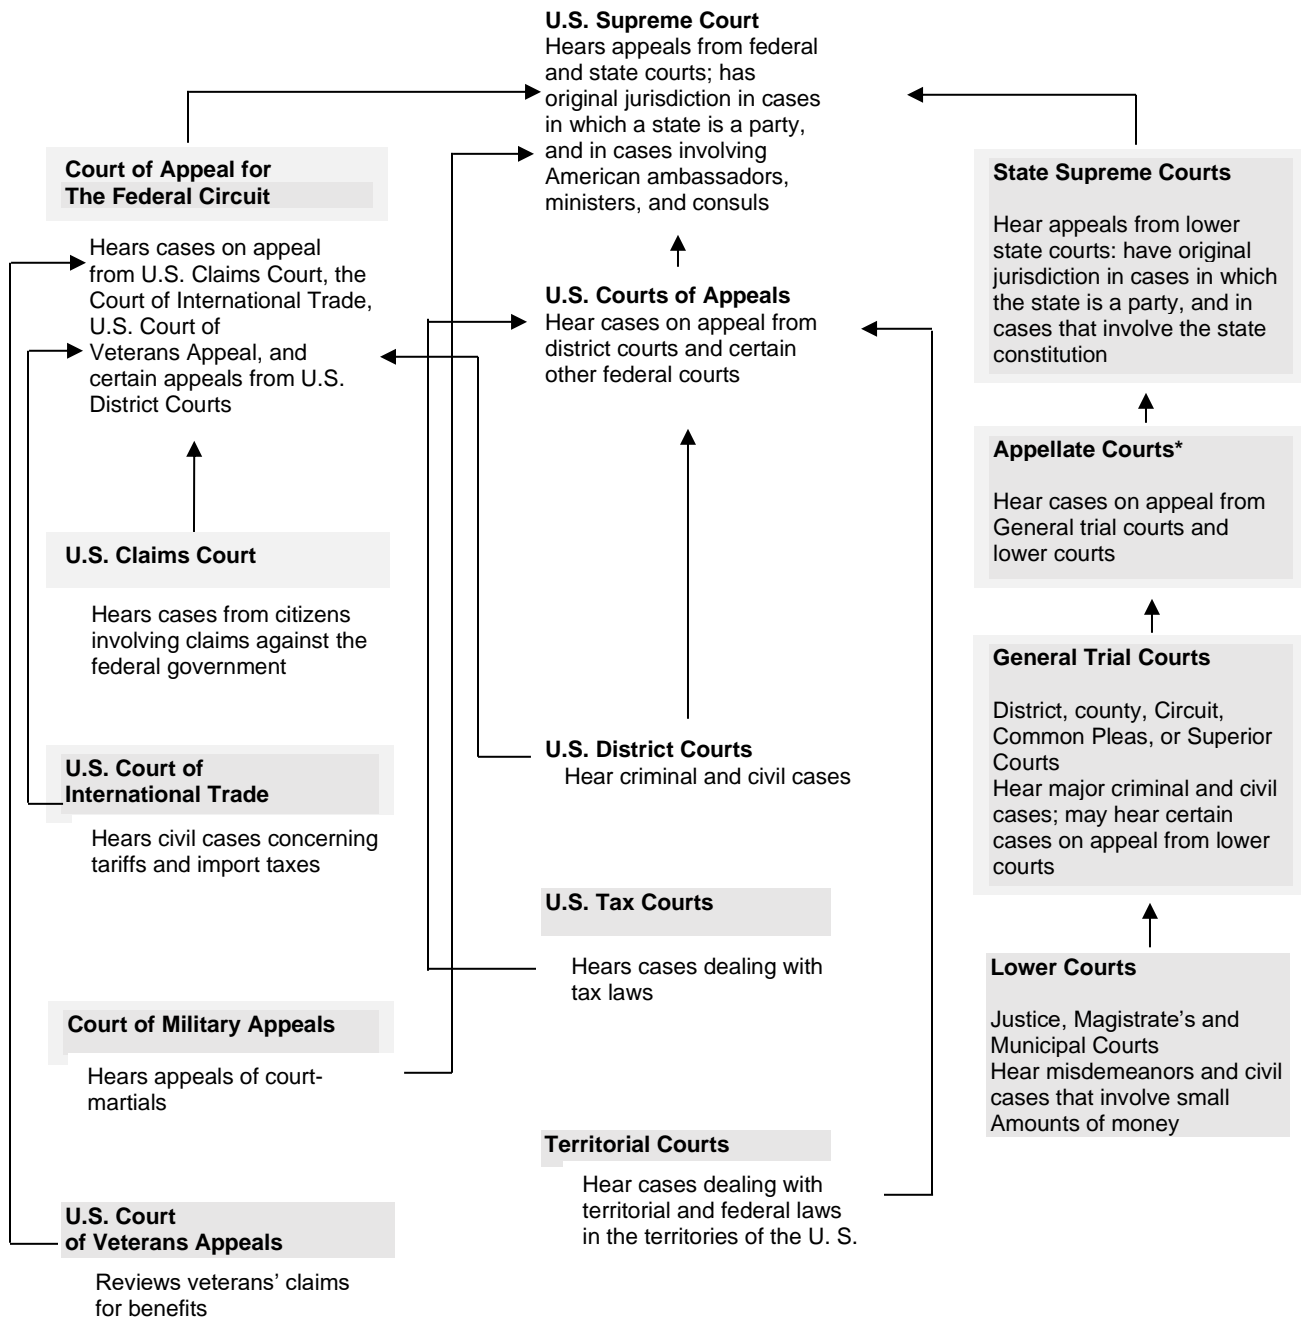 U.S. Supreme Court
Hears appeals from federal
and state courts; has
original jurisdiction in cases
in which a state is a party,
and in cases involving
American ambassadors,
ministers, and consuls
Court of Appeal for
The Federal Circuit
Hears cases on appeal
from U.S. Claims Court, the
Court of International Trade,
U.S. Court of
Veterans Appeal, and
certain appeals from U.S.
District Courts
U.S. Claims Court
Hears cases from citizens
involving claims against the
federal government
U.S. Court of
International Trade
Hears civil cases concerning
tariffs and import taxes
Court of Military Appeals
Hears appeals of court-
martials
U.S. Court
of Veterans Appeals
Reviews veterans’ claims
for benefits
U.S. Courts of Appeals
Hear cases on appeal from
district courts and certain
other federal courts
U.S. District Courts
Hear criminal and civil cases
U.S. Tax Courts
Hears cases dealing with
tax laws
Territorial Courts
Hear cases dealing with
territorial and federal laws
in the territories of the U. S.
State Supreme Courts
Hear appeals from lower
state courts: have original
jurisdiction in cases in which
the state is a party, and in
cases that involve the state
constitution
Appellate Courts*
Hear cases on appeal from
General trial courts and
lower courts
General Trial Courts
District, county, Circuit,
Common Pleas, or Superior
Courts
Hear major criminal and civil
cases; may hear certain
cases on appeal from lower
courts
Lower Courts
Justice, Magistrate’s and
Municipal Courts
Hear misdemeanors and civil
cases that involve small
Amounts of money